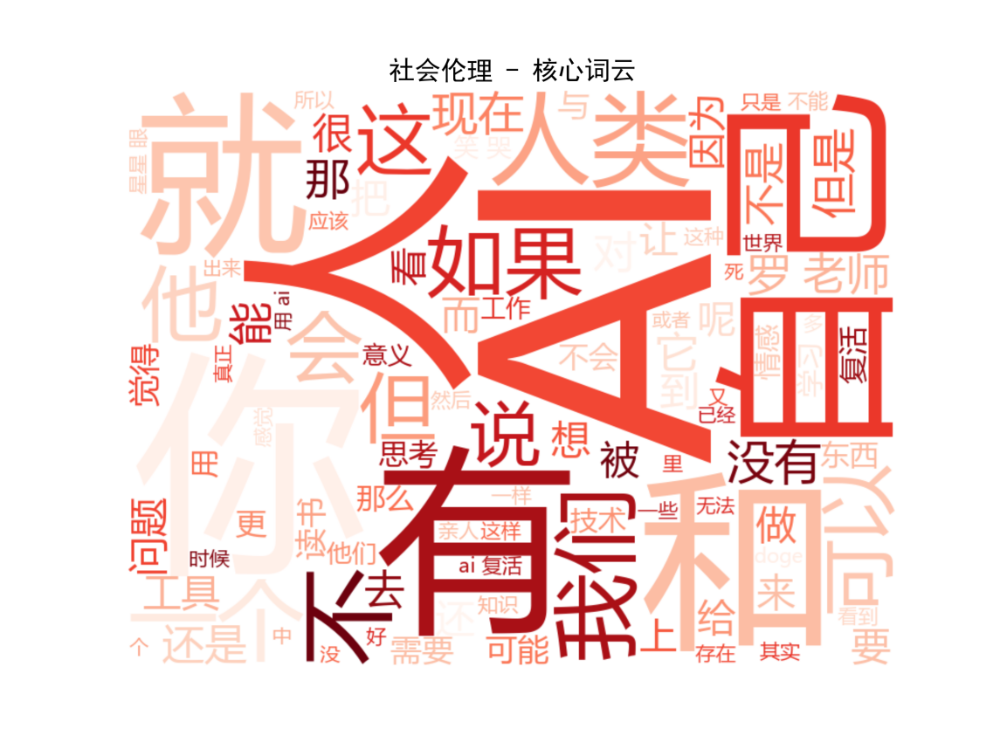 社会伦理 - 核心词云
所以
就
很
这
现在
人类
与
因为
只是
不能
自己
不是
但是
星星眼
那
把
应该
笑哭
人
AI
如果
看
对
让
这种
世界
死
罗老师
他
出来
能
用ai
而
工作
会
意义
或者
呢
它
到
不会
情感
学习
多
复活
觉得
真正
你
但
然后
说
想
又
已经
感觉
用
思考
有
被
里
没有
东西
可以
问题
那么
一样
技术
一些
无法
和
做
更
读书
他们
亲人
这样
我们
doge
时候
ai 复活
来
工具
一个
不
去
还
知识
给
看到
个
还是
中
没
好
需要
可能
上
存在
其实
要